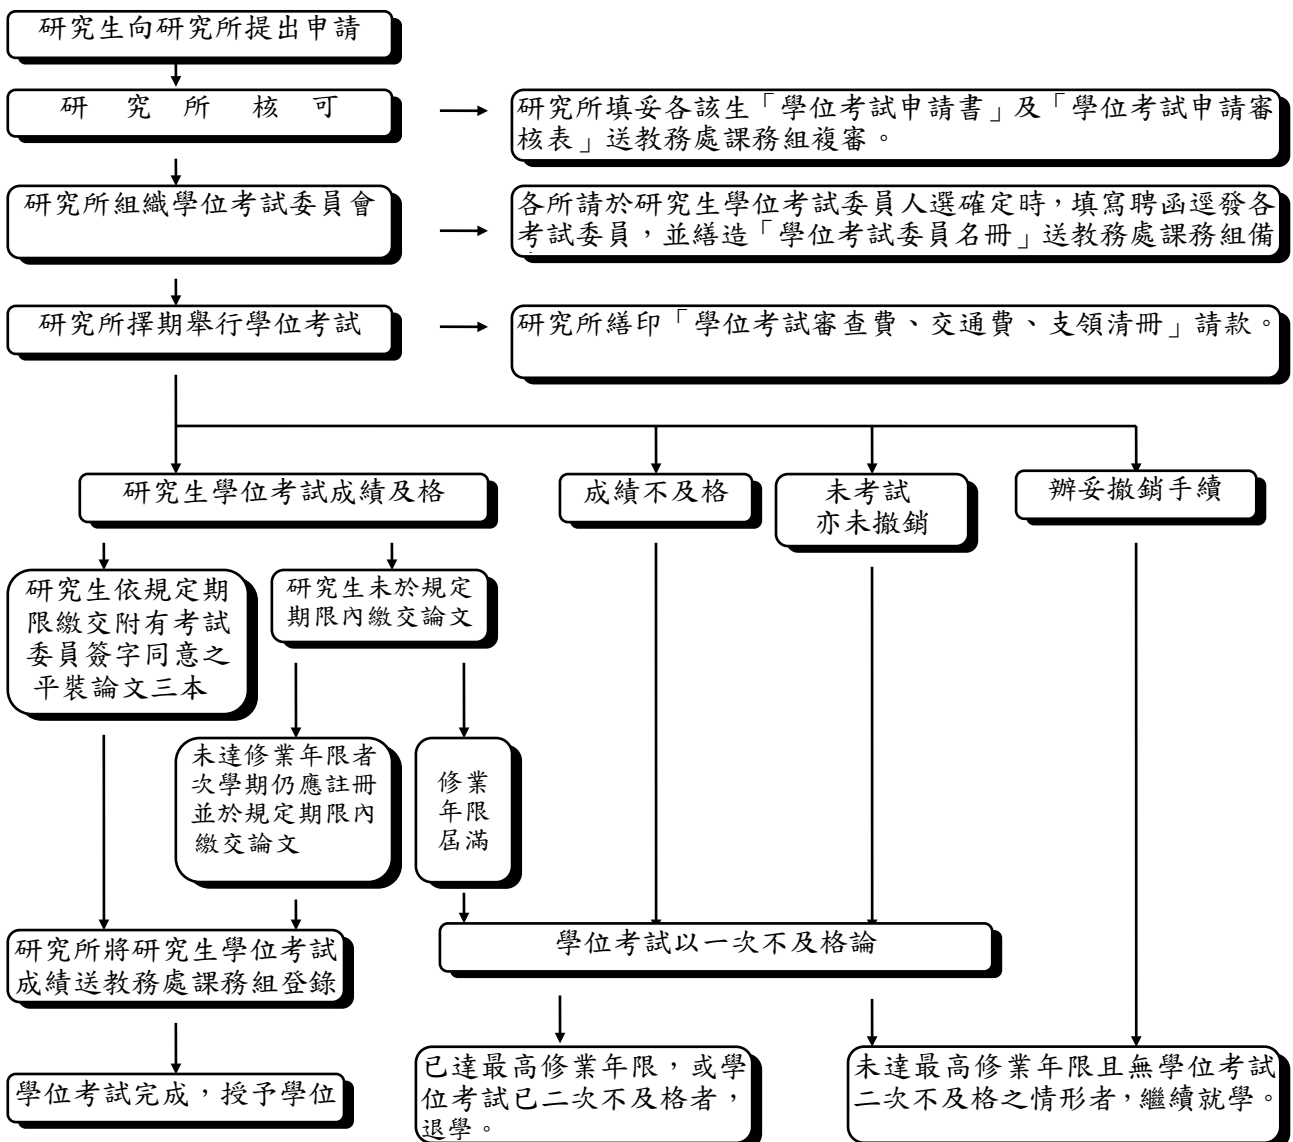 研究生向研究所提出申請
研究所核可
研究所填妥各該生「學位考試申請書」及「學位考試申請審
核表」送教務處課務組複審。
研究所組織學位考試委員會
各所請於研究生學位考試委員人選確定時，填寫聘函逕發各
考試委員，並繕造「學位考試委員名冊」送教務處課務組備
研究所擇期舉行學位考試
研究所繕印「學位考試審查費、交通費、支領清冊」請款。
研究生學位考試成績及格
成績不及格
未考試
亦未撤銷
辦妥撤銷手續
研究生依規定期
限繳交附有考試
委員簽字同意之
平裝論文三本
研究生未於規定
期限內繳交論文
未達修業年限者
次學期仍應註冊
並於規定期限內
繳交論文
修業
年限
屆滿
研究所將研究生學位考試
成績送教務處課務組登錄
學位考試以一次不及格論
學位考試完成，授予學位
已達最高修業年限，或學
位考試已二次不及格者，
退學。
未達最高修業年限且無學位考試
二次不及格之情形者，繼續就學。